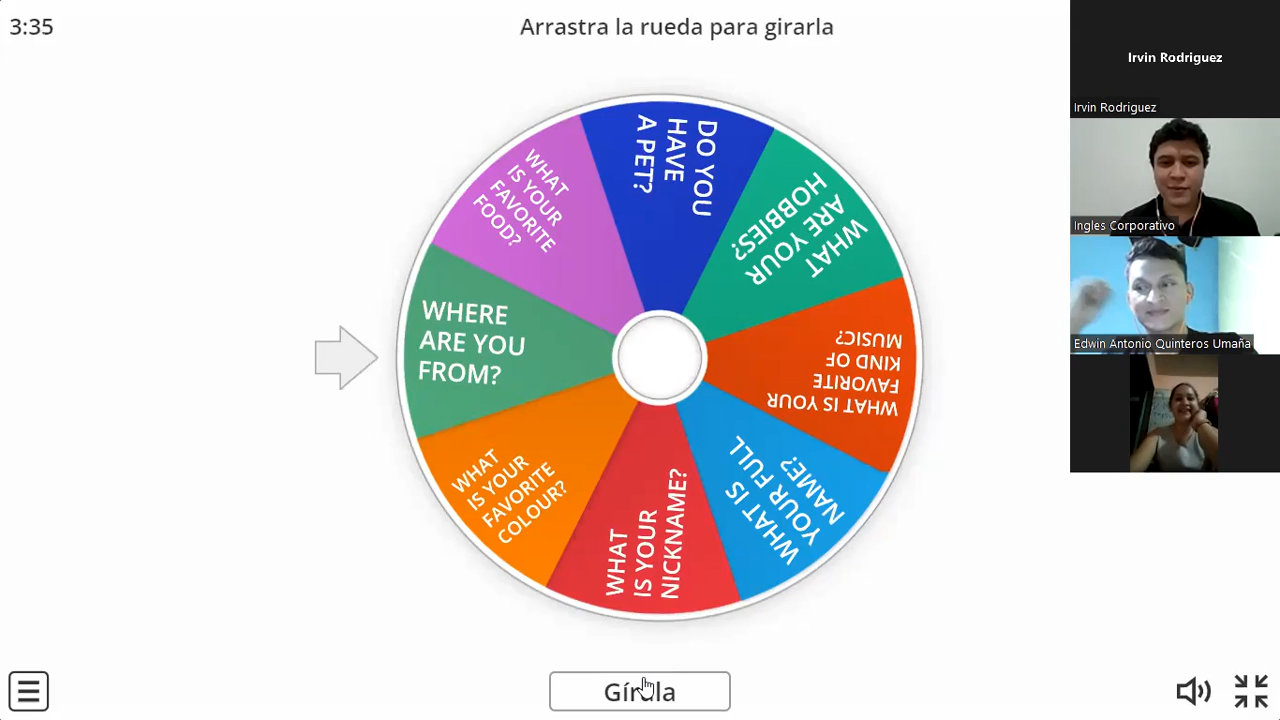 3:35
Arrastra la rueda para girarla
DO YOU
HAVE
A PET?
WHAT
ARE YOUR
HOBBIES?
WHAT IS YOUR
FAVORITE
KIND OF
MUSIC?
WHAT IS
YOUR FULL
NAME?
WHAT
IS YOUR
NICKNAME?
WHAT
IS YOUR
FAVORITE
COLOUR?
WHERE
ARE YOU
FROM?
WHAT
IS YOUR
FAVORITE
FOOD?
Gírala
Irvin Rodriguez
Irvin Rodriguez
Ingles Corporativo
Edwin Antonio Quinteros Umaña